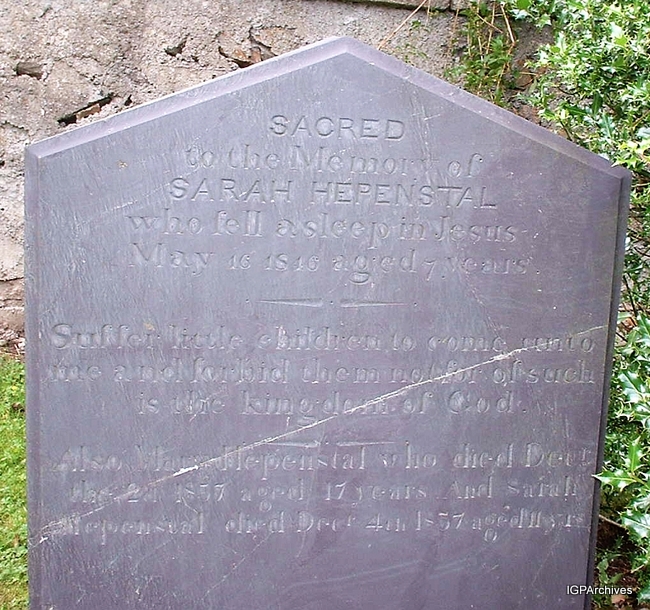 SACRED
to the Memory of
SARAH HEPENSTAL
who fell asleep in Jesus
May 16 1846 aged 7 years.
Suffer little children to come unto
me and forbid them not for of such
is the kingdom of God.
Also Mary Hepenstal who died Decr
the 2d 1857 aged 17 years And Sarah
Hepenstal died Decr 4th 1857 aged 11 yrs
IGPArchives